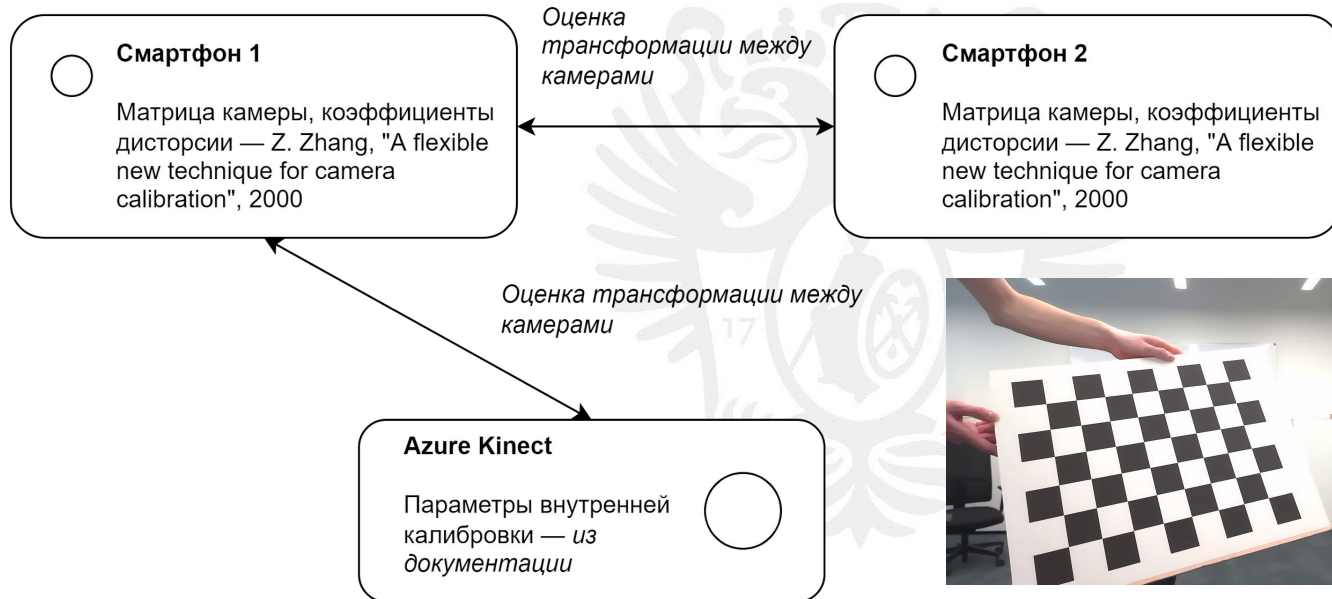 Оценка
трансформации между
камерами
Смартфон 1
Матрица камеры, коэффициенты
дисторсии — Z. Zhang, "A flexible
new technique for camera
calibration", 2000
Смартфон 2
Матрица камеры, коэффициенты
дисторсии — Z. Zhang, "A flexible
new technique for camera
calibration", 2000
Оценка трансформации между
камерами
17
Azure Kinect
Параметры внутренней
калибровки — из
документации